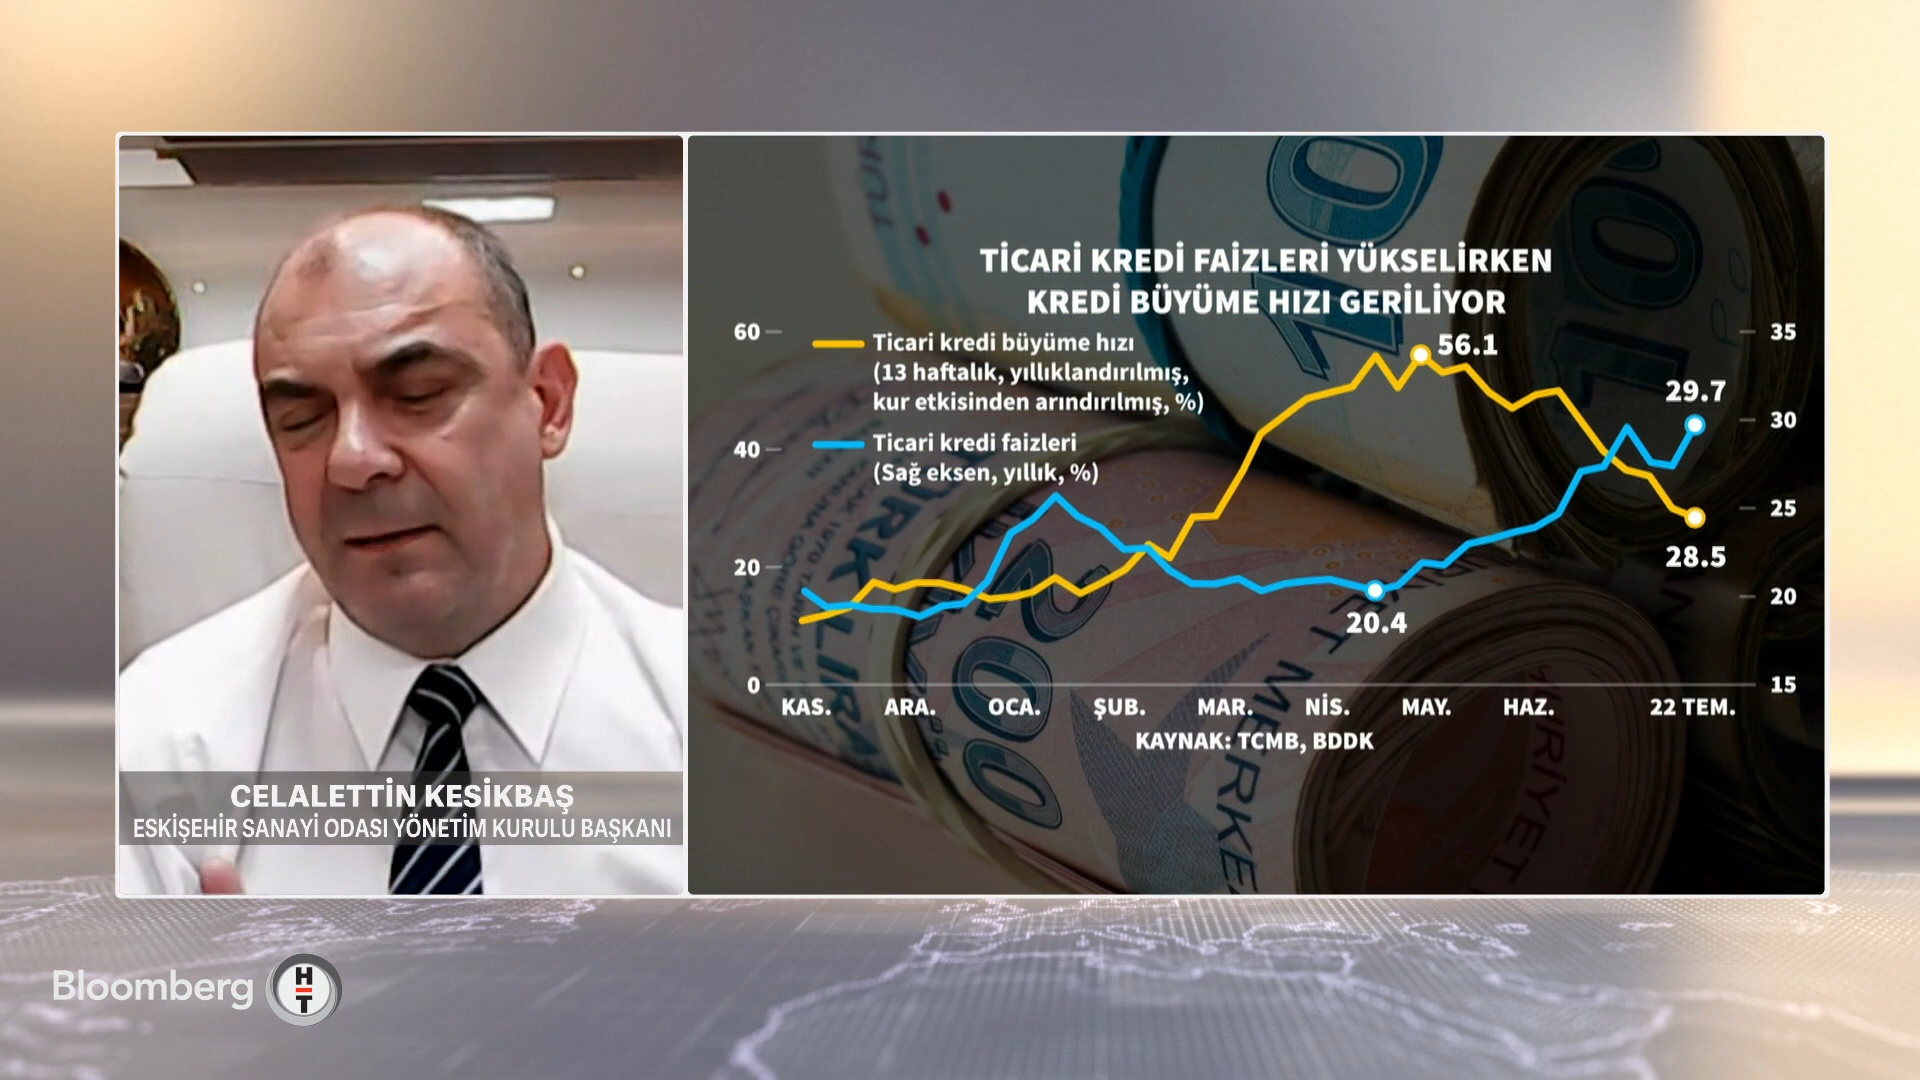 TİCARİ KREDİ FAİZLERİ YÜKSELİRKEN
KREDİ BÜYÜME HIZI GERİLİYOR
Ticari kredi büyüme hızı
(13 haftalık, yıllıklandırılmış,
kur etkisinden arındırılmış, %)
Ticari kredi faizleri
(Sağ eksen, yıllık, %)
60
40
20
0
35
30
25
20
15
56.1
29.7
28.5
20.4
KAS. ARA. OCA. ŞUB. MAR. NİS. MAY. HAZ. 22 TEM.
KAYNAK: TCMB, BDDK
CELALETTİN KESİKBAŞ
ESKİŞEHİR SANAYİ ODASI YÖNETİM KURULU BAŞKANI
Bloomberg HT
200
10